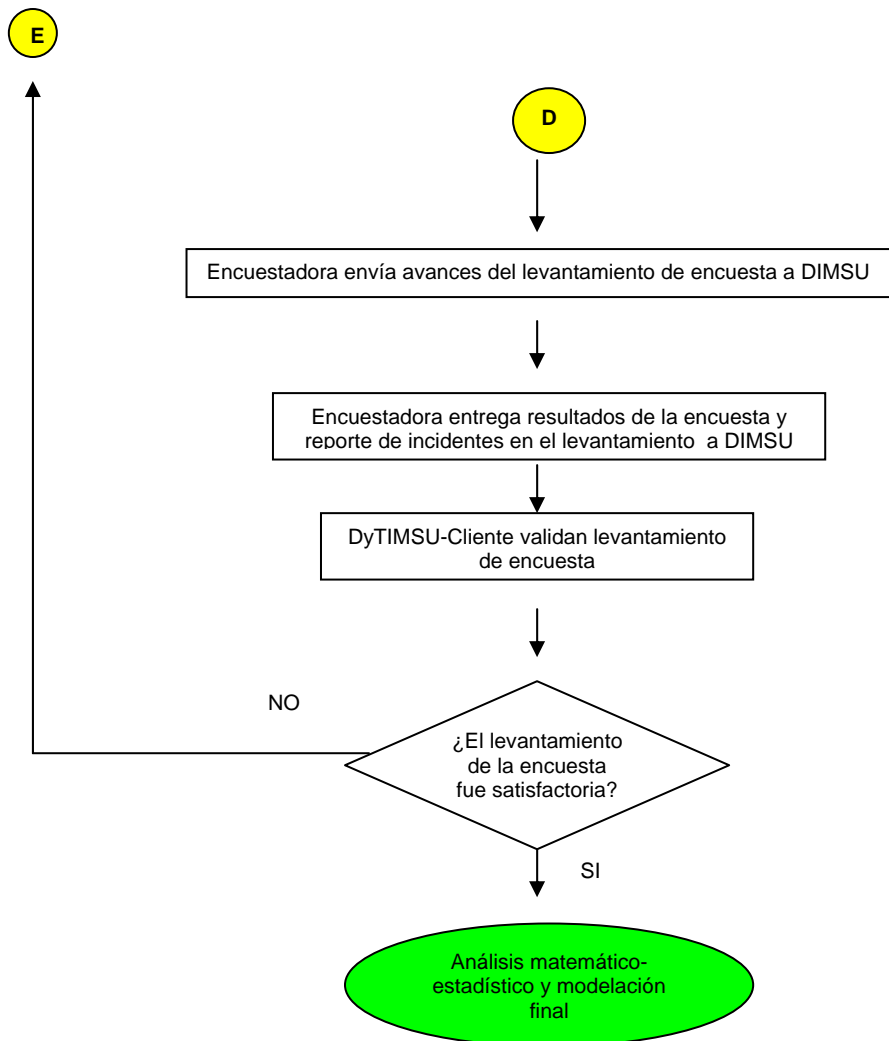 E
D
Encuestadora envía avances del levantamiento de encuesta a DIMSU
Encuestadora entrega resultados de la encuesta y
reporte de incidentes en el levantamiento a DIMSU
DyTIMSU-Cliente validan levantamiento
de encuesta
NO
¿El levantamiento
de la encuesta
fue satisfactoria?
SI
Análisis matemático-
estadístico y modelación
final